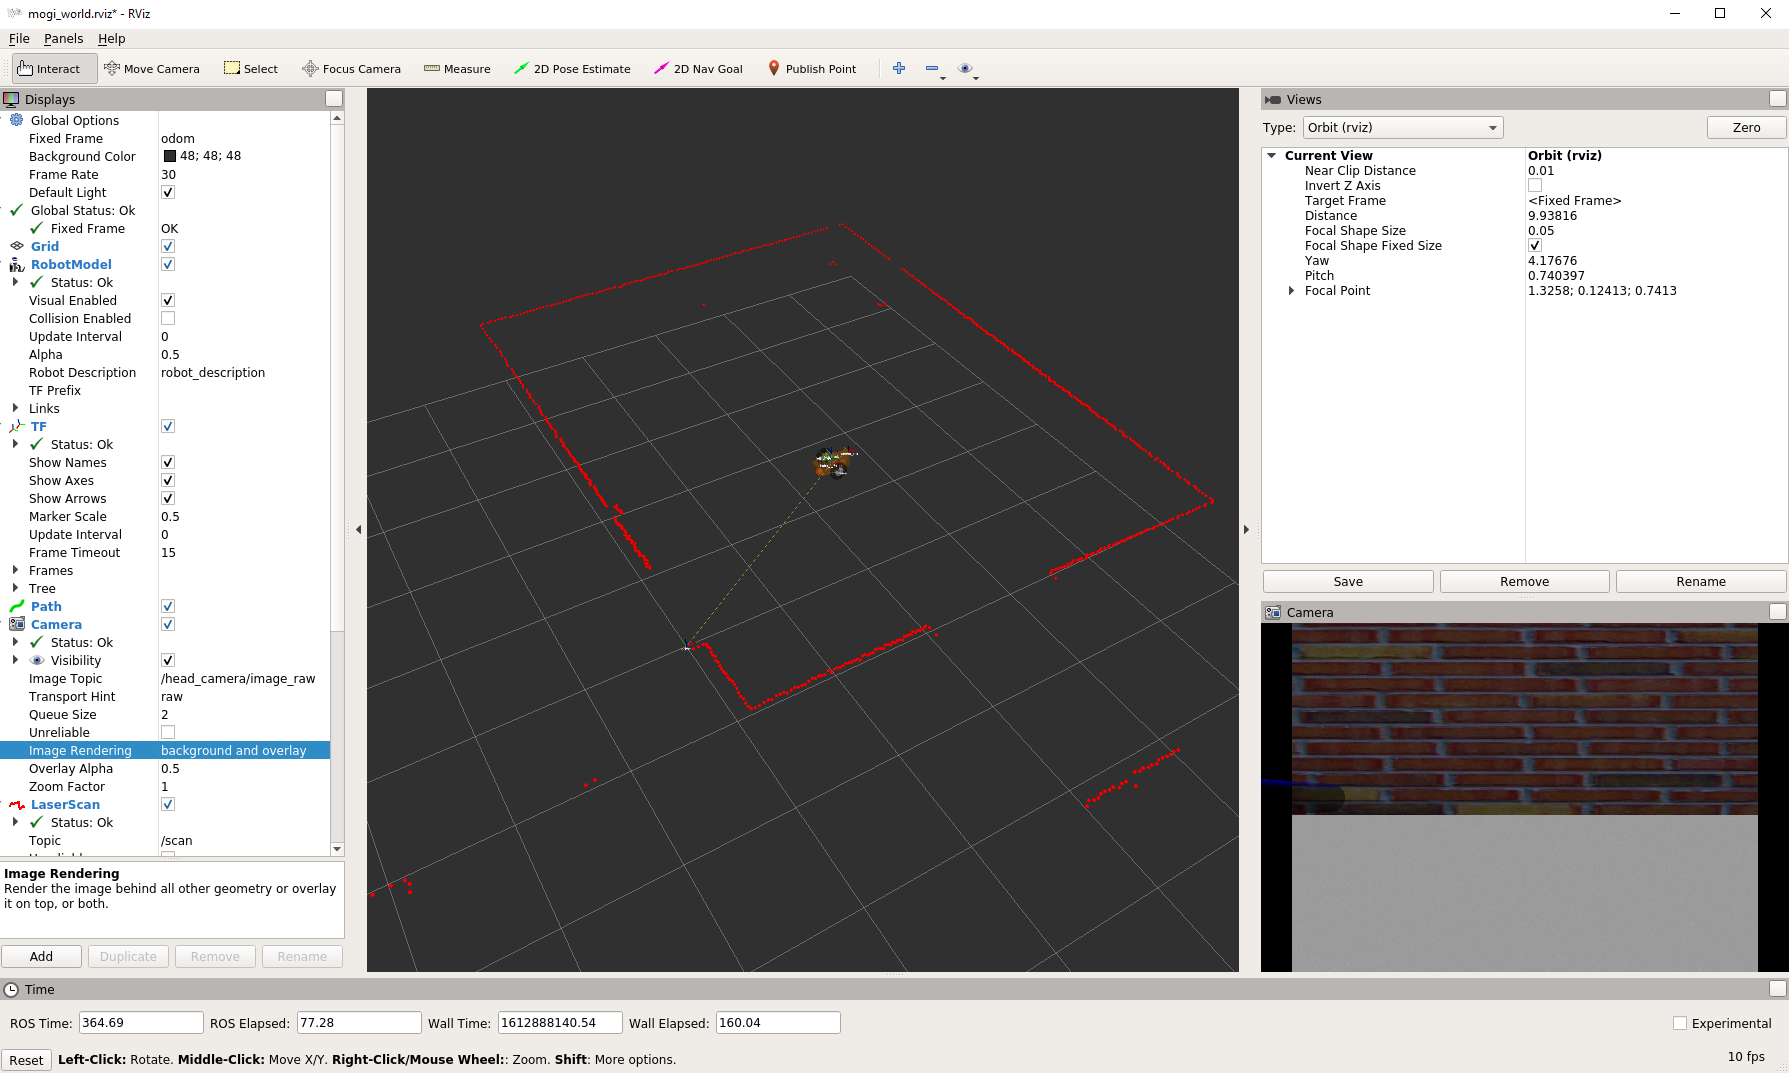 mogi_world.rviz* - RViz
File Panels Help
Interact Move Camera Select Focus Camera Measure 2D Pose Estimate 2D Nav Goal Publish Point
Displays
Global Options
Fixed Frame odom
Background Color 48; 48; 48
Frame Rate 30
Default Light
Global Status: Ok
Fixed Frame OK
Grid
RobotModel
Status: Ok
Visual Enabled
Collision Enabled
Update Interval 0
Alpha 0.5
Robot Description robot_description
TF Prefix
Links
TF
Status: Ok
Show Names
Show Axes
Show Arrows
Marker Scale 0.5
Update Interval 0
Frame Timeout 15
Frames
Tree
Path
Camera
Status: Ok
Visibility
Image Topic /head_camera/image_raw
Transport Hint raw
Queue Size 2
Unreliable
Image Rendering background and overlay
Overlay Alpha 0.5
Zoom Factor 1
LaserScan
Status: Ok
Topic /scan
Image Rendering
Render the image behind all other geometry or overlay
it on top, or both.
Add Duplicate Remove Rename
Views
Type: Orbit (rviz) Zero
Current View Orbit (rviz)
Near Clip Distance 0.01
Invert Z Axis
Target Frame <Fixed Frame>
Distance 9.93816
Focal Shape Size 0.05
Focal Shape Fixed Size
Yaw 4.17676
Pitch 0.740397
Focal Point 1.3258; 0.12413; 0.7413
Save Remove Rename
Camera
Time
ROS Time: 364.69 ROS Elapsed: 77.28 Wall Time: 1612888140.54 Wall Elapsed: 160.04 Experimental
Reset Left-Click: Rotate. Middle-Click: Move X/Y. Right-Click/Mouse Wheel:: Zoom. Shift: More options. 10 fps